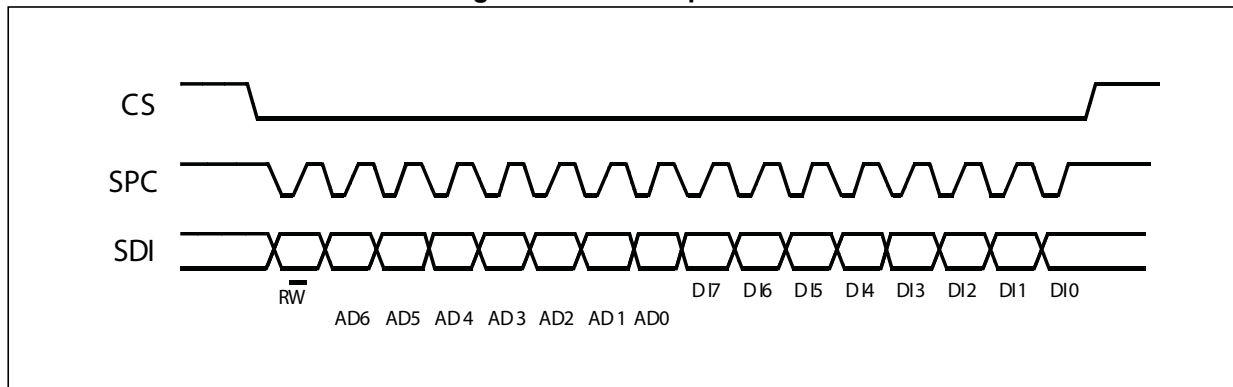 CS
SPC
SDI
RW
DI7 DI6 DI5 DI4 DI3 DI2 DI1 DI0
AD6 AD5 AD4 AD3 AD2 AD1 AD0